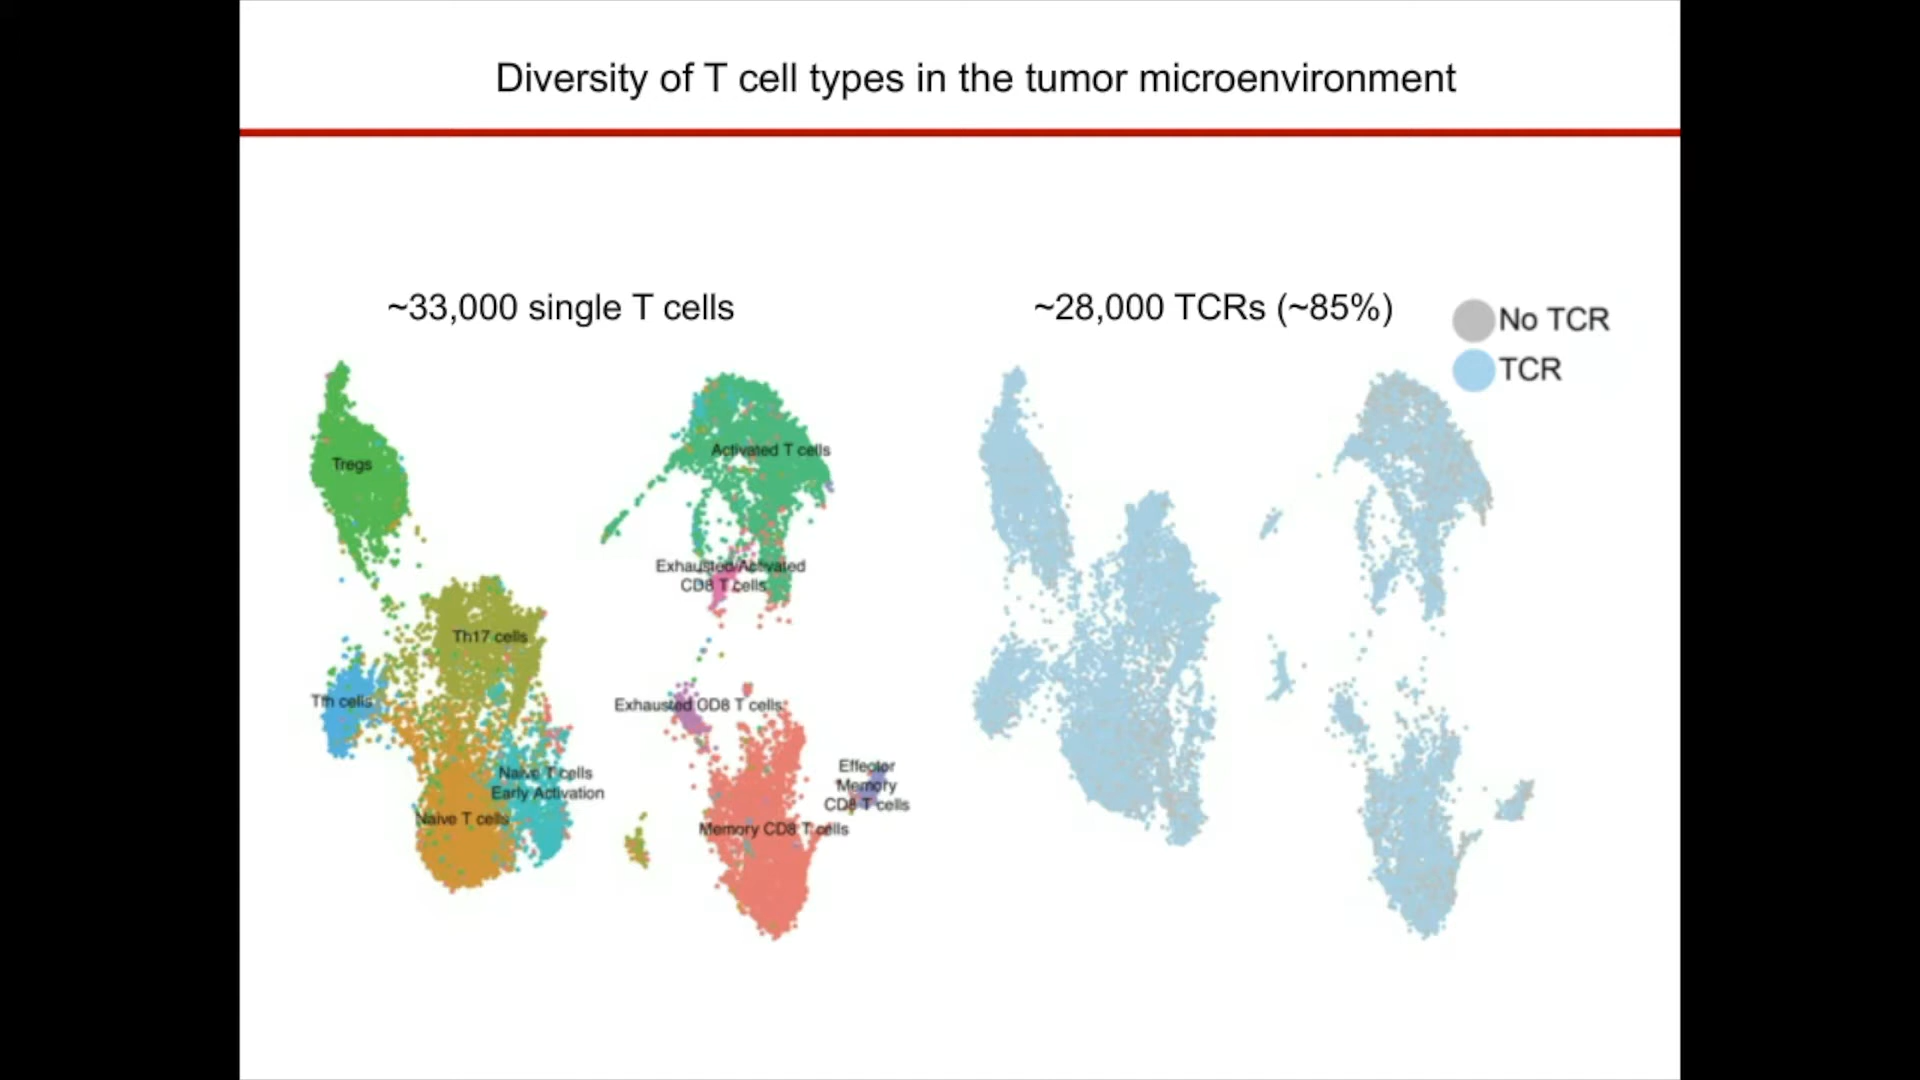 Diversity of T cell types in the tumor microenvironment
~33,000 single T cells
~28,000 TCRs (~85%)
No TCR
TCR
Tregs
Activated T cells
Exhausted/Activated
CD8 T cells
Th17 cells
Tfh cells
Exhausted CD8 T cells
Naive T cells
Early Activation
Naive T cells
Effector
Memory
CD8 T cells
Memory CD8 T cells